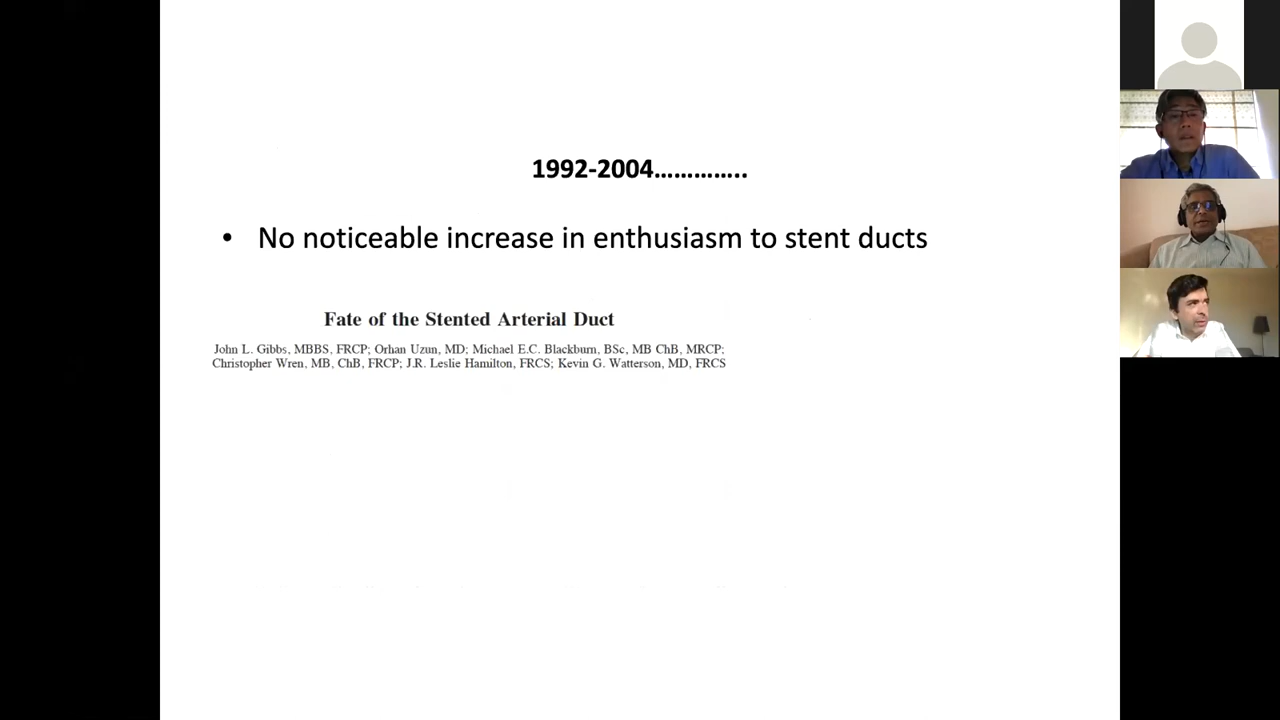 1992-2004…………..
• No noticeable increase in enthusiasm to stent ducts
Fate of the Stented Arterial Duct
John L. Gibbs, MBBS, FRCP; Orhan Uzun, MD; Michael E.C. Blackburn, BSc, MB ChB, MRCP;
Christopher Wren, MB, ChB, FRCP; J.R. Leslie Hamilton, FRCS; Kevin G. Watterson, MD, FRCS